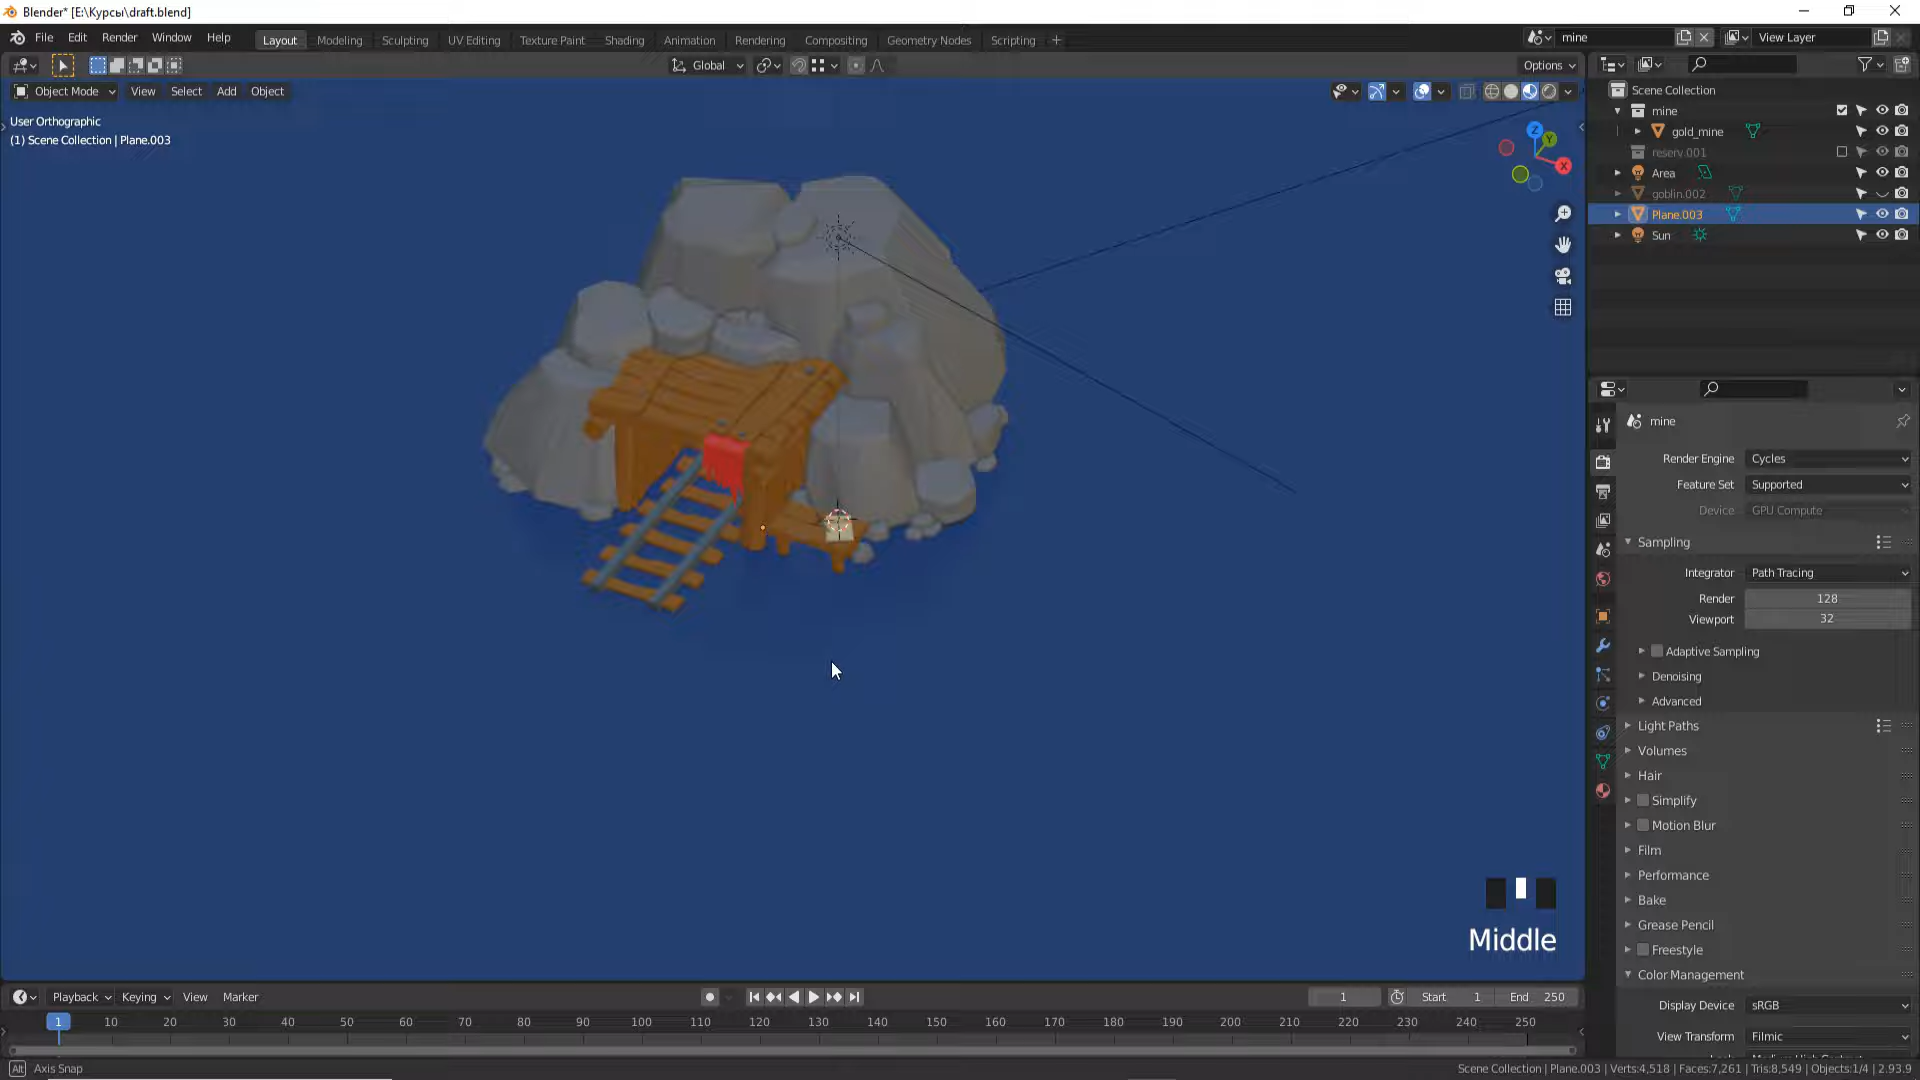 Blender* [E:\Курсы\draft.blend]
File Edit Render Window Help
Layout Modeling Sculpting UV Editing Texture Paint Shading Animation Rendering Compositing Geometry Nodes Scripting +
mine View Layer
Global Options
Object Mode View Select Add Object
User Orthographic
(1) Scene Collection | Plane.003
Z
Y
X
Scene Collection
mine
gold_mine
reserv.001
Area
goblin.002
Plane.003
Sun
mine
Render Engine Cycles
Feature Set Supported
Device GPU Compute
Sampling
Integrator Path Tracing
Render 128
Viewport 32
Adaptive Sampling
Denoising
Advanced
Light Paths
Volumes
Hair
Simplify
Motion Blur
Film
Performance
Bake
Grease Pencil
Freestyle
Color Management
Display Device sRGB
View Transform Filmic
Middle
Playback Keying View Marker
1 Start 1 End 250
1 10 20 30 40 50 60 70 80 90 100 110 120 130 140 150 160 170 180 190 200 210 220 230 240 250
Alt Axis Snap
Scene Collection | Plane.003 | Verts:4,518 | Faces:7,261 | Tris:8,549 | Objects:1/4 | 2.93.9